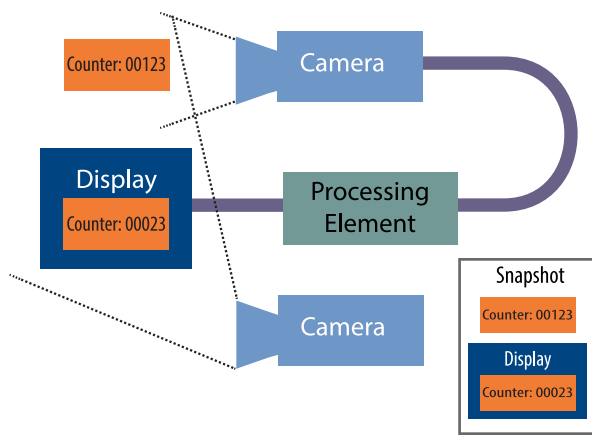 Counter: 00123
Camera
Display
Counter: 00023
Processing
Element
Camera
Snapshot
Counter: 00123
Display
Counter: 00023